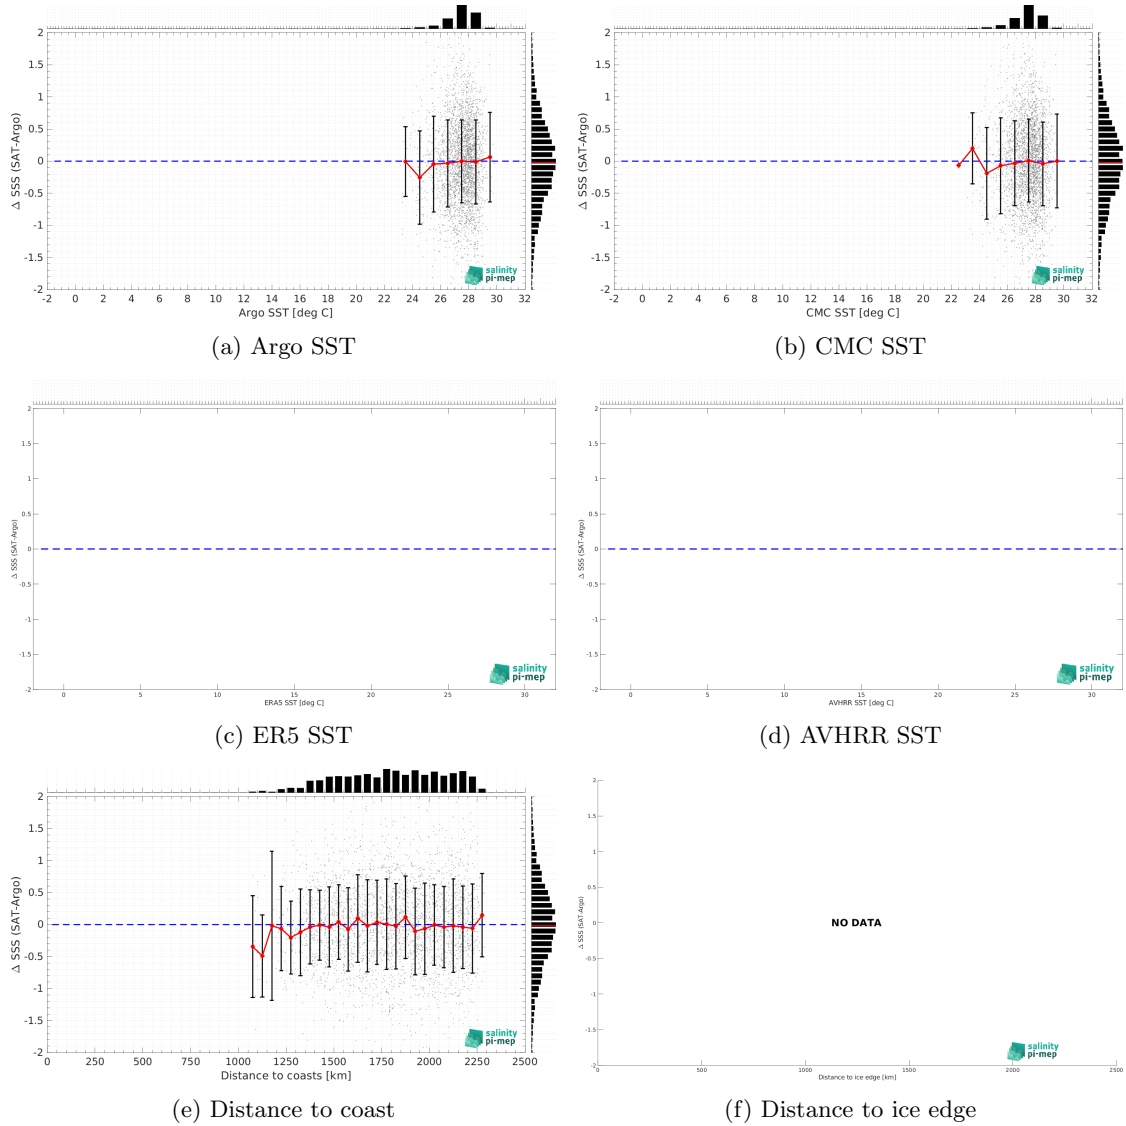 2
1.5
1
0.5
0
-0.5
-1
-1.5
-2
Δ SSS (SAT-Argo)
-2 0 2 4 6 8 10 12 14 16 18 20 22 24 26 28 30 32
Argo SST [deg C]
salinity
pi-mep
(a) Argo SST
2
1.5
1
0.5
0
-0.5
-1
-1.5
-2
Δ SSS (SAT-Argo)
-2 0 2 4 6 8 10 12 14 16 18 20 22 24 26 28 30 32
CMC SST [deg C]
salinity
pi-mep
(b) CMC SST
2
1.5
1
0.5
0
-0.5
-1
-1.5
-2
Δ SSS (SAT-Argo)
0 5 10 15 20 25 30
ERA5 SST [deg C]
salinity
pi-mep
(c) ER5 SST
2
1.5
1
0.5
0
-0.5
-1
-1.5
-2
Δ SSS (SAT-Argo)
0 5 10 15 20 25 30
AVHRR SST [deg C]
salinity
pi-mep
(d) AVHRR SST
2
1.5
1
0.5
0
-0.5
-1
-1.5
-2
Δ SSS (SAT-Argo)
0 250 500 750 1000 1250 1500 1750 2000 2250 2500
Distance to coasts [km]
salinity
pi-mep
(e) Distance to coast
2
1.5
1
0.5
0
-0.5
-1
-1.5
-2
Δ SSS (SAT-Argo)
NO DATA
0 500 1000 1500 2000 2500
Distance to ice edge [km]
salinity
pi-mep
(f) Distance to ice edge